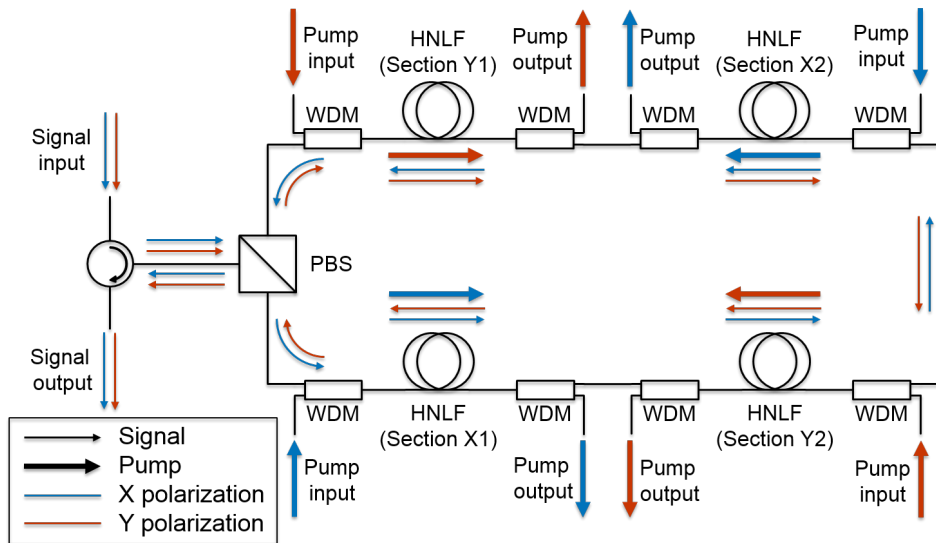 Pump
input
HNLF
(Section Y1)
Pump
output
Pump
output
HNLF
(Section X2)
Pump
input
WDM
WDM
WDM
WDM
Signal
input
PBS
Signal
output
WDM
HNLF
(Section X1)
WDM
WDM
HNLF
(Section Y2)
WDM
Pump
input
Pump
output
Pump
output
Pump
input
Signal
Pump
X polarization
Y polarization